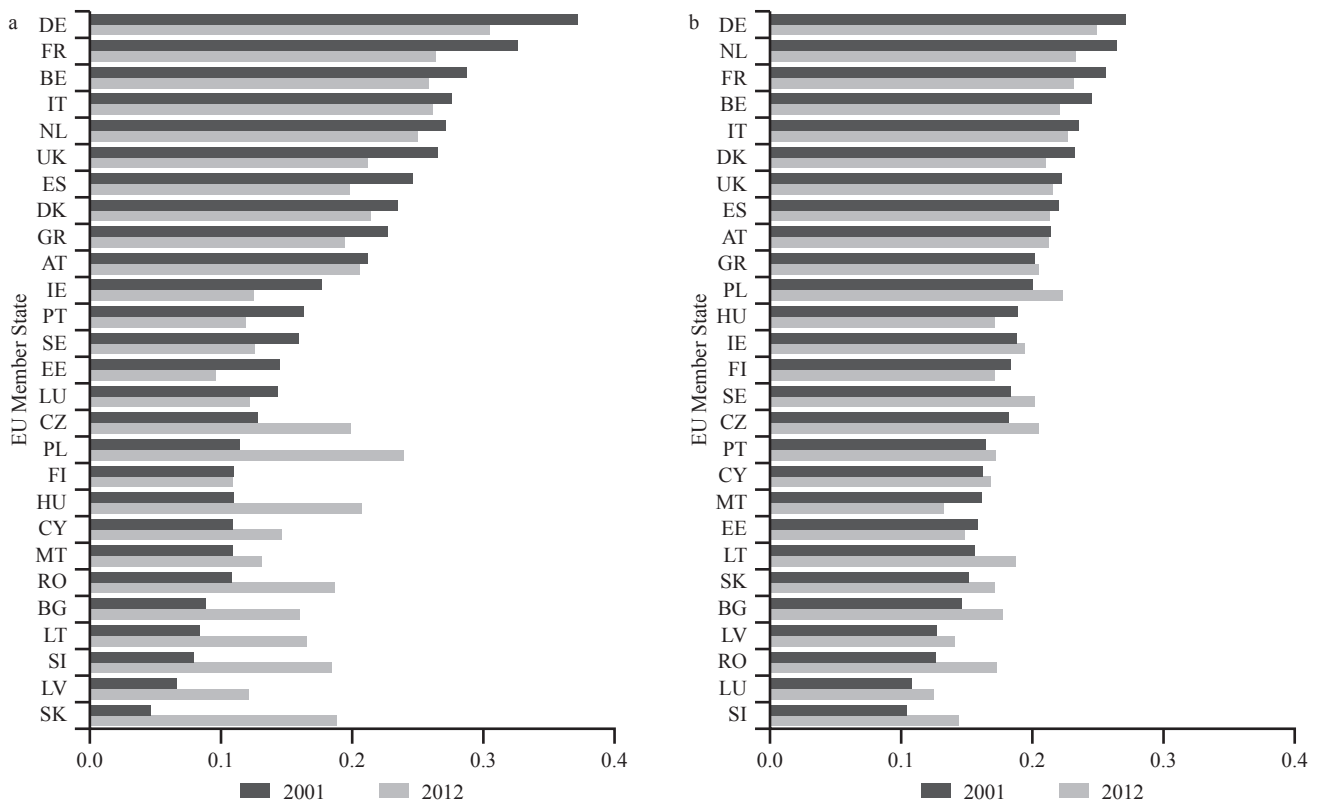 a
EU Member State
DE
FR
BE
IT
NL
UK
ES
DK
GR
AT
IE
PT
SE
EE
LU
CZ
PL
FI
HU
CY
MT
RO
BG
LT
SI
LV
SK
0.0 0.1 0.2 0.3 0.4
2001 2012
b
EU Member State
DE
NL
FR
BE
IT
DK
UK
ES
AT
GR
PL
HU
IE
FI
SE
CZ
PT
CY
MT
EE
LT
SK
BG
LV
RO
LU
SI
0.0 0.1 0.2 0.3 0.4
2001 2012